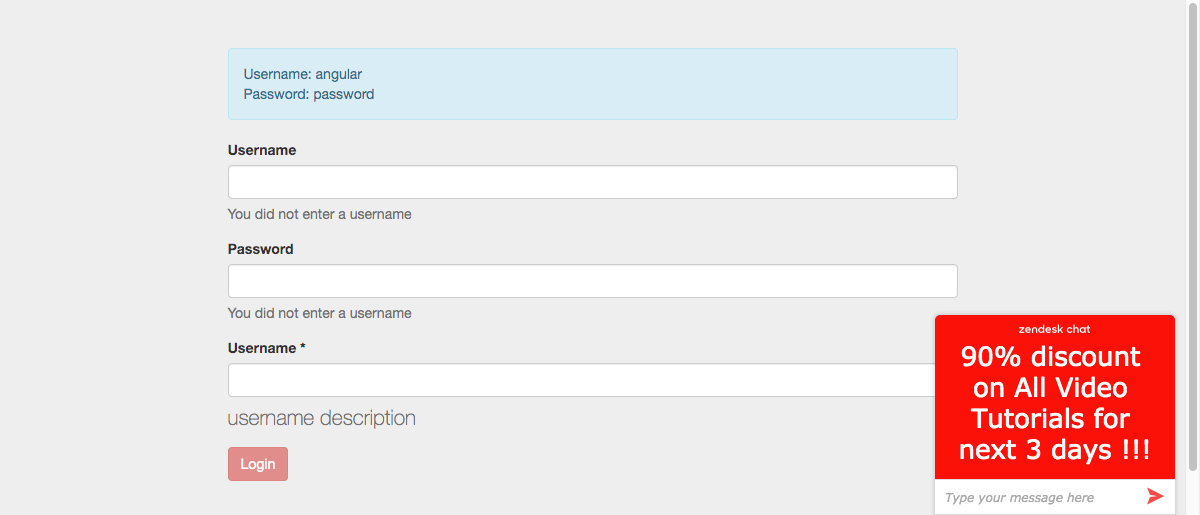 Username: angular
Password: password
Username
You did not enter a username
Password
You did not enter a username
Username *
username description
Login
zendesk chat
90% discount
on All Video
Tutorials for
next 3 days !!!
Type your message here